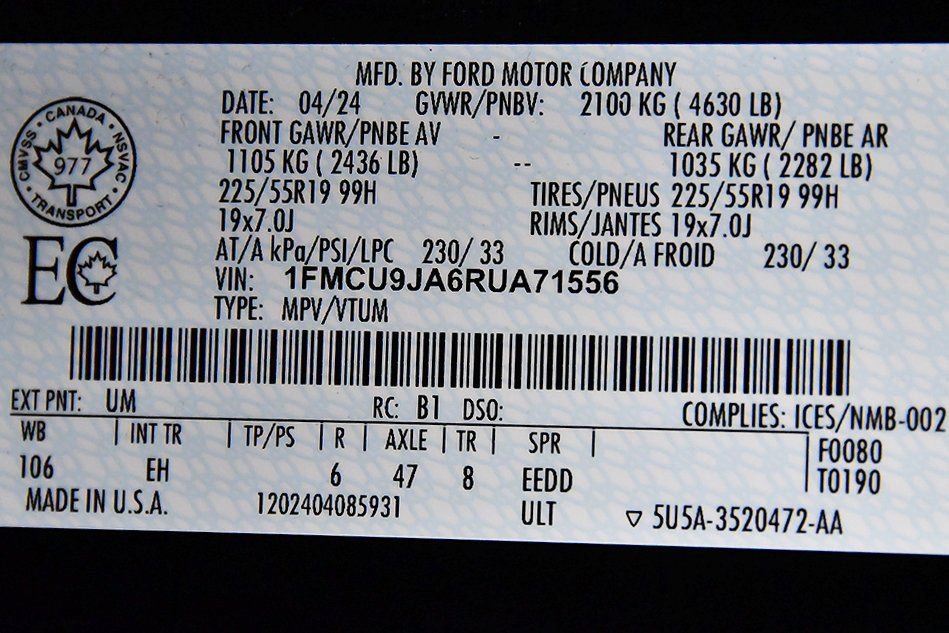 MFD. BY FORD MOTOR COMPANY
DATE: 04/24 GVWR/PNBV: 2100 KG ( 4630 LB)
FRONT GAWR/PNBE AV - REAR GAWR/ PNBE AR
1105 KG ( 2436 LB) -- 1035 KG ( 2282 LB)
225/55R19 99H TIRES/PNEUS 225/55R19 99H
19x7.0J RIMS/JANTES 19x7.0J
AT/A kPa/PSI/LPC 230/ 33 COLD/A FROID 230/ 33
VIN: 1FMCU9JA6RUA71556
TYPE: MPV/VTUM
CANADA
CMVSS NSVAC
977
TRANSPORT
EC
EXT PNT: UM RC: B1 DSO: COMPLIES: ICES/NMB-002
WB | INT TR | TP/PS | R | AXLE | TR | SPR | F0080
106 EH 6 47 8 EEDD T0190
MADE IN U.S.A. 1202404085931 ULT ▽ 5U5A-3520472-AA